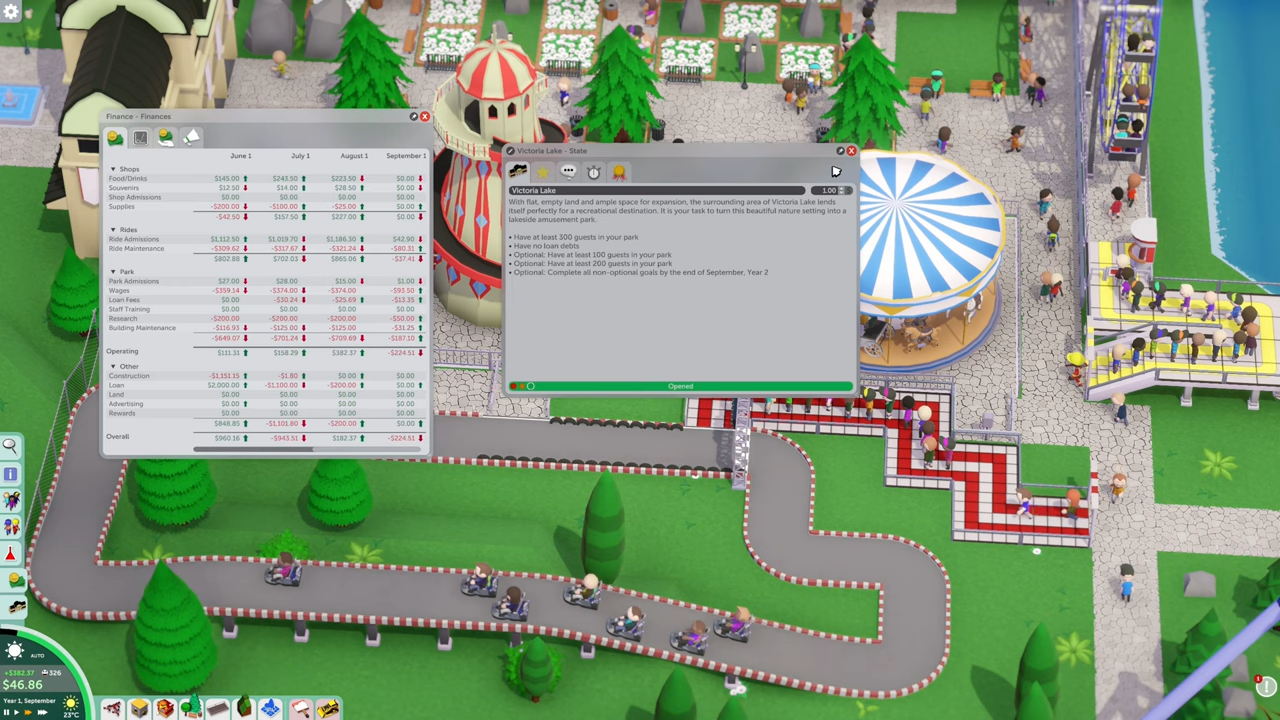 Finance - Finances
June 1 July 1 August 1 September 1
▼ Shops
Food/Drinks $145.00 $243.50 $223.50 $0.00
Souvenirs $12.50 $14.00 $28.50 $0.00
Shop Admissions $0.00 $0.00 $0.00 $0.00
Supplies -$200.00 -$100.00 -$25.00 $0.00
-$42.50 $157.50 $227.00 $0.00
▼ Rides
Ride Admissions $1,112.50 $1,019.70 $1,186.30 $42.90
Ride Maintenance -$309.62 -$317.67 -$321.24 -$80.31
$802.88 $702.03 $865.06 -$37.41
▼ Park
Park Admissions $27.00 $28.00 $15.00 $1.00
Wages -$359.14 -$374.00 -$374.00 -$93.50
Loan Fees $0.00 -$30.24 -$25.69 -$13.35
Staff Training $0.00 $0.00 $0.00 $0.00
Research -$200.00 -$200.00 -$200.00 -$50.00
Building Maintenance -$116.93 -$125.00 -$125.00 -$31.25
-$649.07 -$701.24 -$709.69 -$187.10
Operating $111.31 $158.29 $382.37 -$224.51
▼ Other
Construction -$1,151.15 -$1.80 $0.00 $0.00
Loan $2,000.00 -$1,100.00 -$200.00 $0.00
Land $0.00 $0.00 $0.00 $0.00
Advertising $0.00 $0.00 $0.00 $0.00
Rewards $0.00 $0.00 $0.00 $0.00
$848.85 -$1,101.80 -$200.00 $0.00
Overall $960.16 -$943.51 $182.37 -$224.51
Victoria Lake - State
Victoria Lake 1.00
With flat, empty land and ample space for expansion, the surrounding area of Victoria Lake lends
itself perfectly for a recreational destination. It is your task to turn this beautiful nature setting into a
lakeside amusement park.
• Have at least 300 guests in your park
• Have no loan debts
• Optional: Have at least 100 guests in your park
• Optional: Have at least 200 guests in your park
• Optional: Complete all non-optional goals by the end of September, Year 2
Opened
AUTO
+$382.37 326
$46.86
Year 1, September
23°C